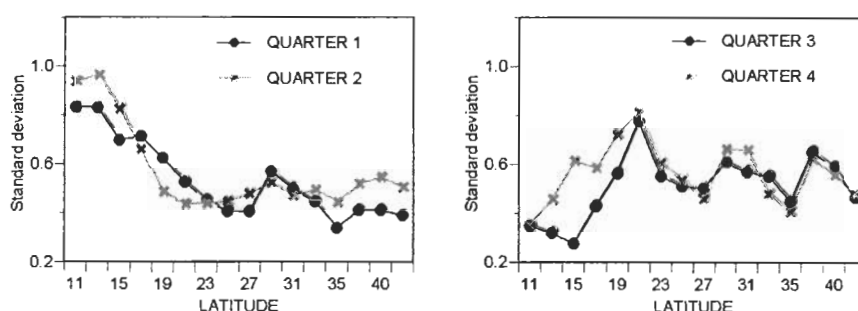 QUARTER 1
QUARTER 2
Standard deviation
1.0
0.6
0.2
11 15 19 23 27 31 35 40
LATITUDE
QUARTER 3
QUARTER 4
Standard deviation
1.0
0.6
0.2
11 15 19 23 27 31 35 40
LATITUDE